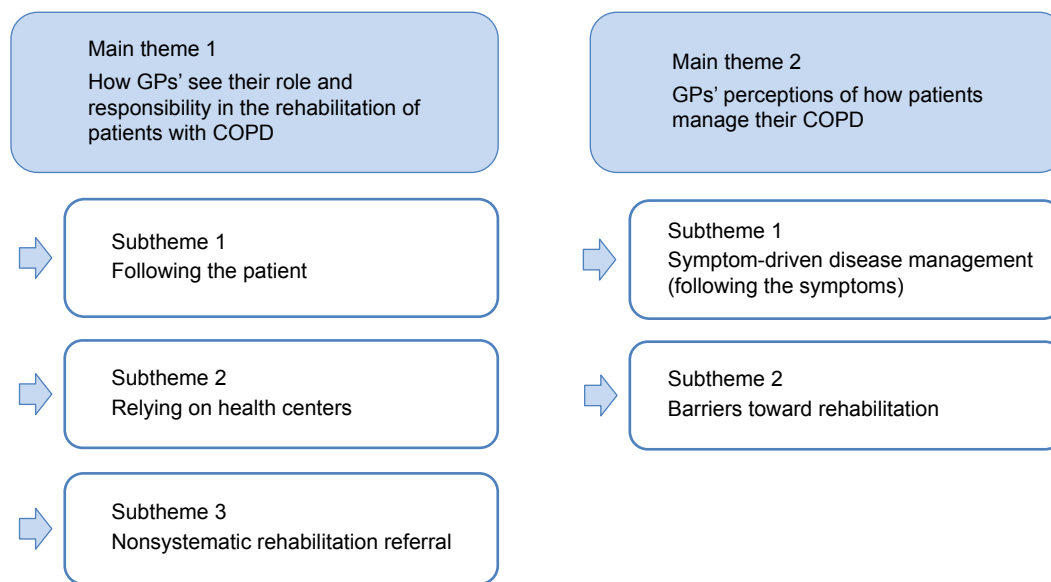 Main theme 1
How GPs’ see their role and
responsibility in the rehabilitation of
patients with COPD
Subtheme 1
Following the patient
Subtheme 2
Relying on health centers
Subtheme 3
Nonsystematic rehabilitation referral
Main theme 2
GPs’ perceptions of how patients
manage their COPD
Subtheme 1
Symptom-driven disease management
(following the symptoms)
Subtheme 2
Barriers toward rehabilitation